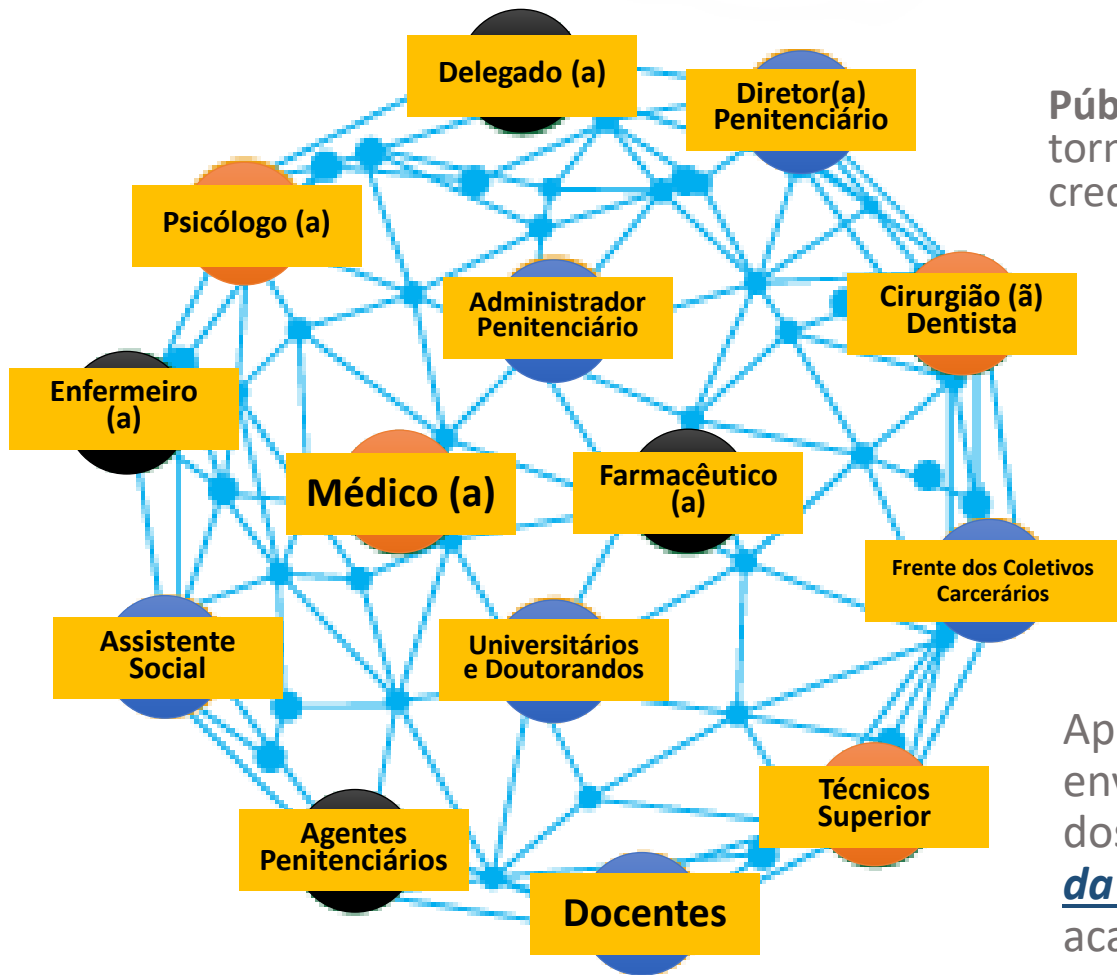 Delegado (a)
Diretor(a)
Penitenciário
Psicólogo (a)
Administrador
Penitenciário
Cirurgião (ã)
Dentista
Enfermeiro
(a)
Médico (a)
Farmacêutico
(a)
Frente dos Coletivos
Carcerários
Assistente
Social
Universitários
e Doutorandos
Técnicos
Superior
Agentes
Penitenciários
Docentes
da